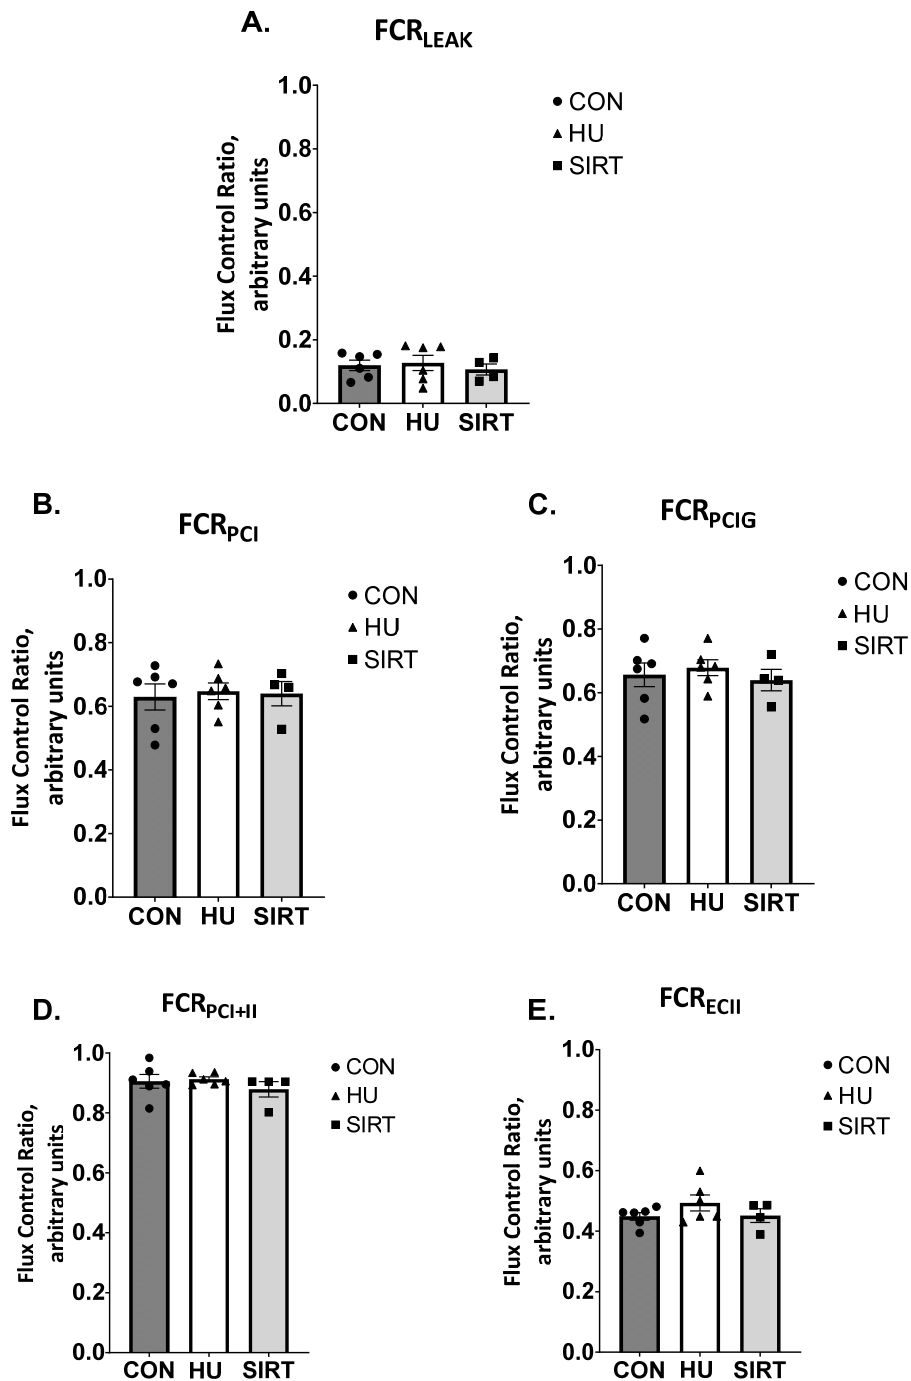 A.
FCRLEAK
Flux Control Ratio,
arbitrary units
1.0
0.8
0.6
0.4
0.2
0.0
CON HU SIRT
CON
HU
SIRT
B.
FCRPCI
Flux Control Ratio,
arbitrary units
1.0
0.8
0.6
0.4
0.2
0.0
CON HU SIRT
CON
HU
SIRT
C.
FCRPCIG
Flux Control Ratio,
arbitrary units
1.0
0.8
0.6
0.4
0.2
0.0
CON HU SIRT
CON
HU
SIRT
D.
FCRPCI+II
Flux Control Ratio,
arbitrary units
1.0
0.8
0.6
0.4
0.2
0.0
CON HU SIRT
CON
HU
SIRT
E.
FCRECII
Flux Control Ratio,
arbitrary units
1.0
0.8
0.6
0.4
0.2
0.0
CON HU SIRT
CON
HU
SIRT